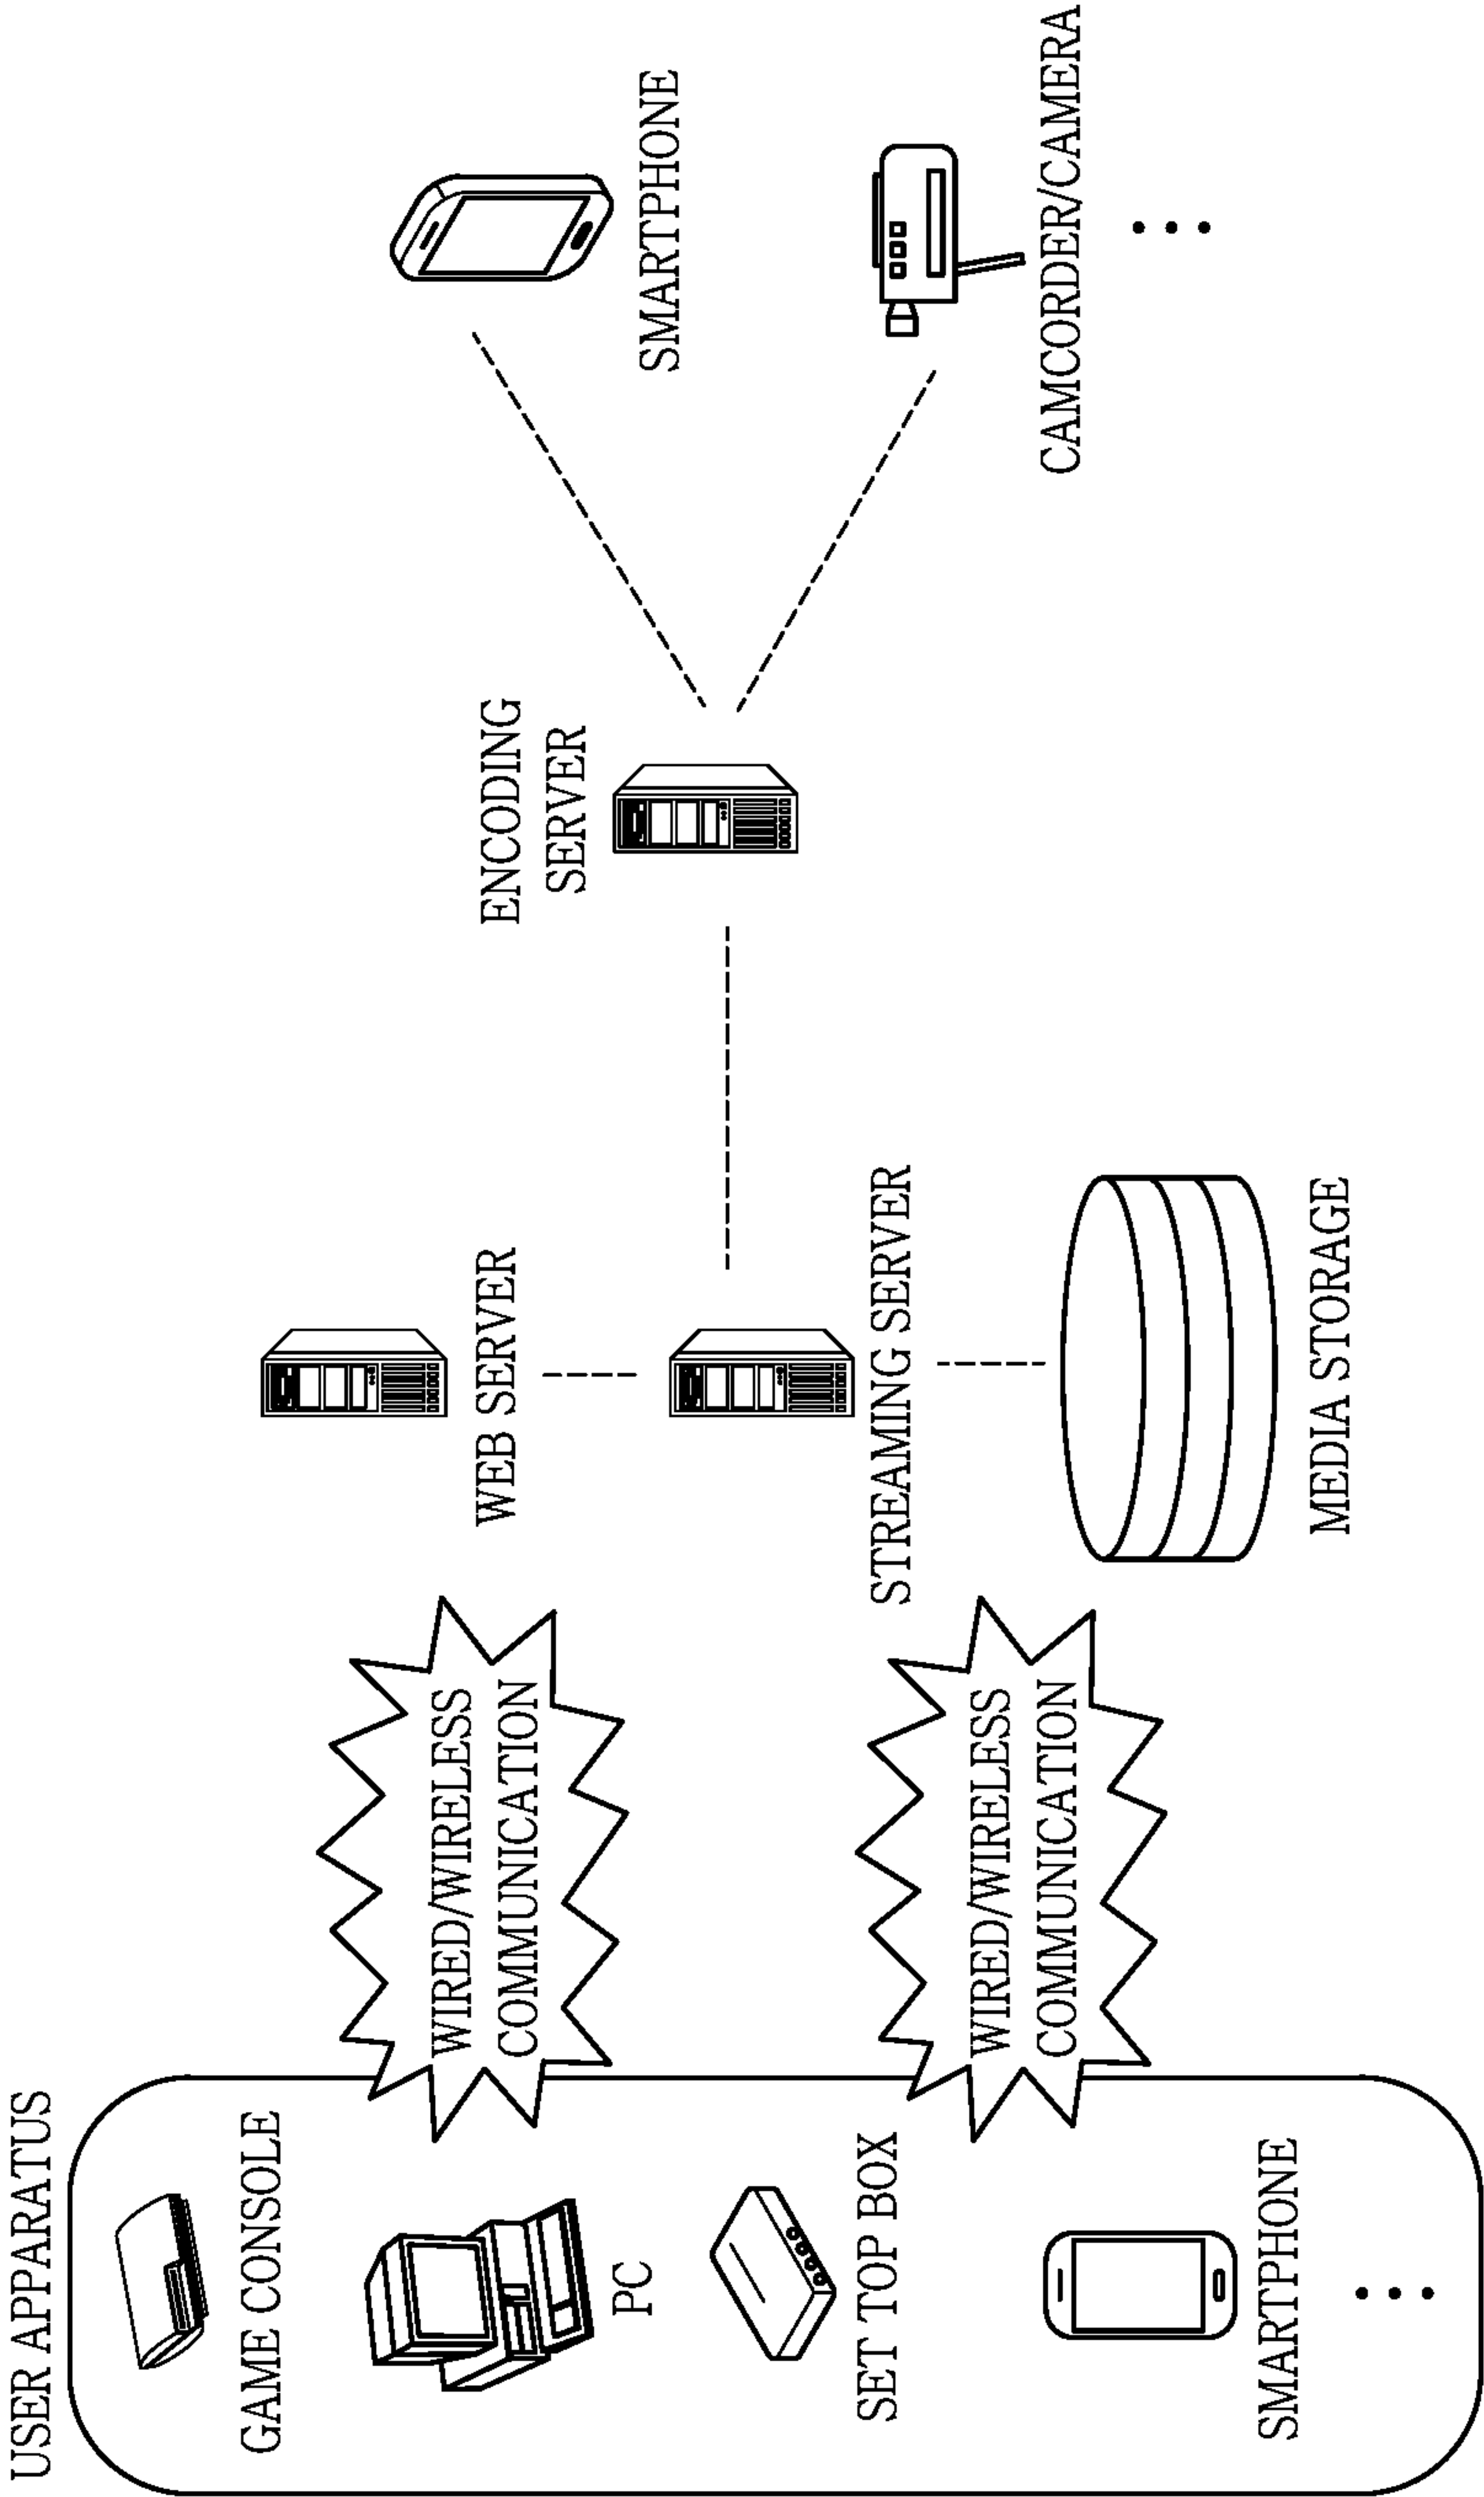 USER APPARATUS
GAME CONSOLE
PC
SET TOP BOX
SMARTPHONE
WIRED/WIRELESS
COMMUNICATION
WIRED/WIRELESS
COMMUNICATION
WEB SERVER
STREAMING SERVER
MEDIA STORAGE
ENCODING
SERVER
SMARTPHONE
CAMCORDER/CAMERA